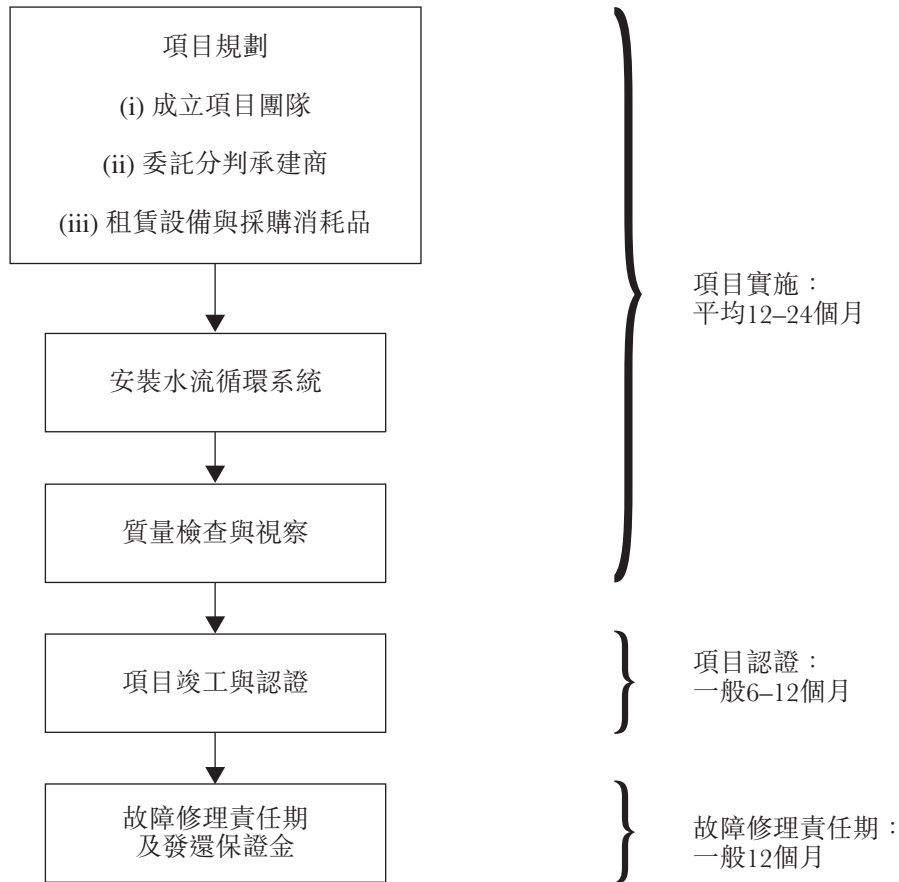 項目規劃
(i) 成立項目團隊
(ii) 委託分判承建商
(iii) 租賃設備與採購消耗品
項目實施：
平均12–24個月
安裝水流循環系統
質量檢查與視察
項目竣工與認證
項目認證：
一般6–12個月
故障修理責任期
及發還保證金
故障修理責任期：
一般12個月